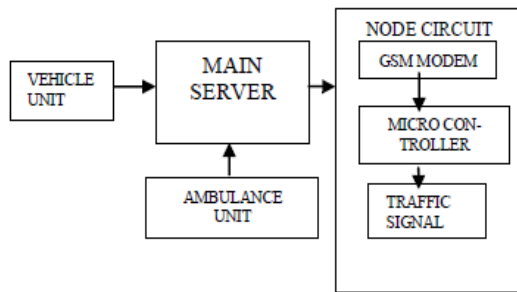 VEHICLE
UNIT
MAIN
SERVER
AMBULANCE
UNIT
NODE CIRCUIT
GSM MODEM
MICRO CON-
TROLLER
TRAFFIC
SIGNAL